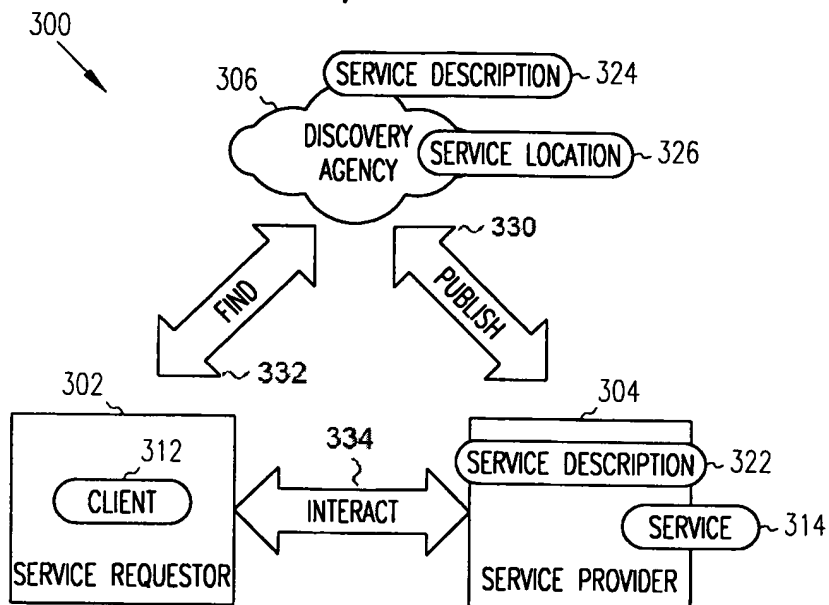 300
SERVICE DESCRIPTION
324
306
DISCOVERY
AGENCY
SERVICE LOCATION
326
330
FIND
PUBLISH
332
302
304
334
312
CLIENT
SERVICE DESCRIPTION
322
INTERACT
SERVICE
314
SERVICE REQUESTOR
SERVICE PROVIDER